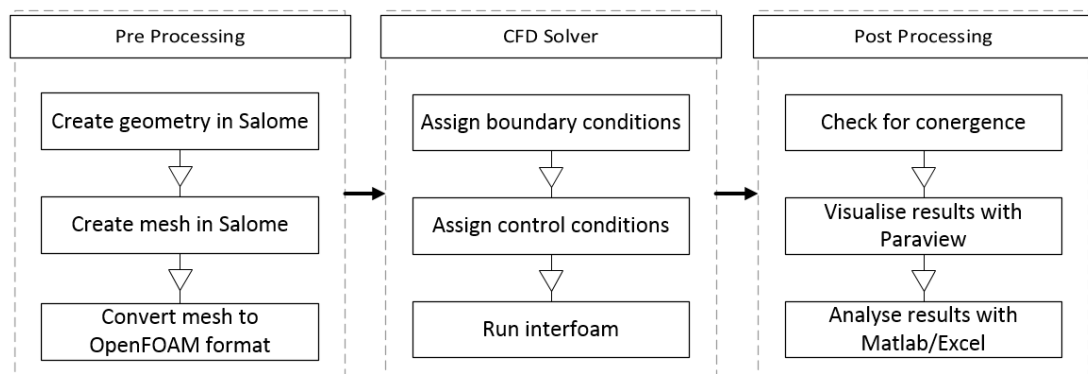 Pre Processing
Create geometry in Salome
Create mesh in Salome
Convert mesh to
OpenFOAM format
CFD Solver
Assign boundary conditions
Assign control conditions
Run interfoam
Post Processing
Check for conergence
Visualise results with
Paraview
Analyse results with
Matlab/Excel